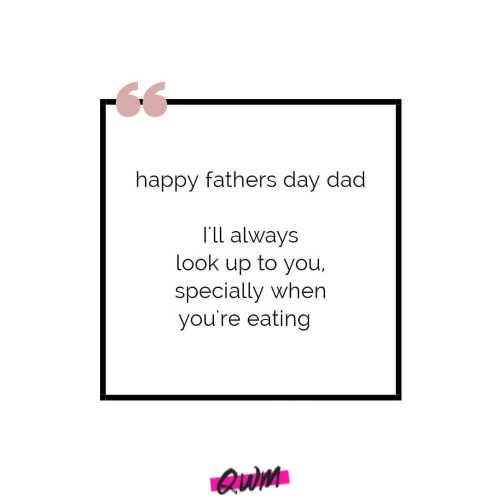 ❝
happy fathers day dad
I'll always
look up to you,
specially when
you're eating
QWM